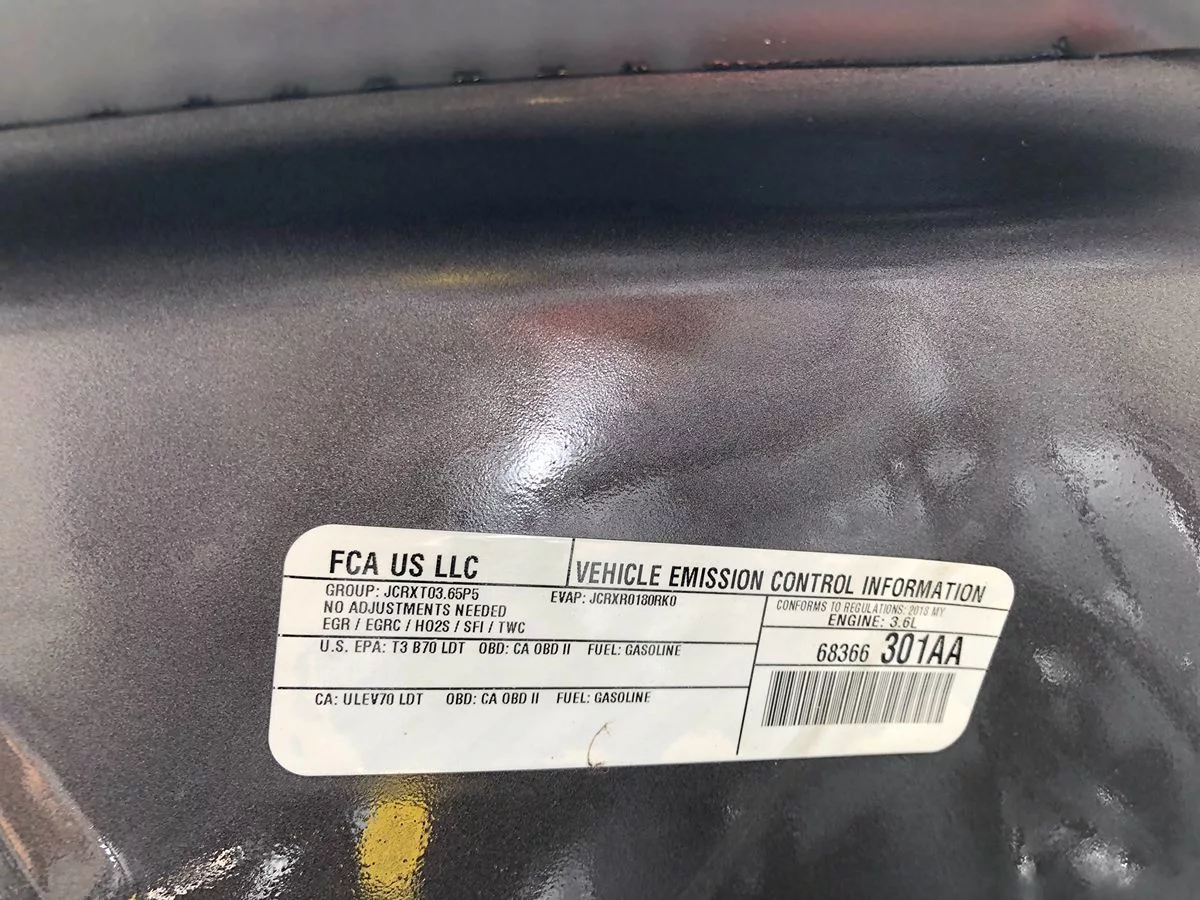 FCA US LLC
VEHICLE EMISSION CONTROL INFORMATION
GROUP: JCRXT03.65P5
EVAP: JCRXR0180RK0
NO ADJUSTMENTS NEEDED
EGR / EGRC / HO2S / SFI / TWC
CONFORMS TO REGULATIONS: 2018 MY
ENGINE: 3.6L
U.S. EPA: T3 B70 LDT OBD: CA OBD II FUEL: GASOLINE
68366 301AA
CA: ULEV70 LDT OBD: CA OBD II FUEL: GASOLINE